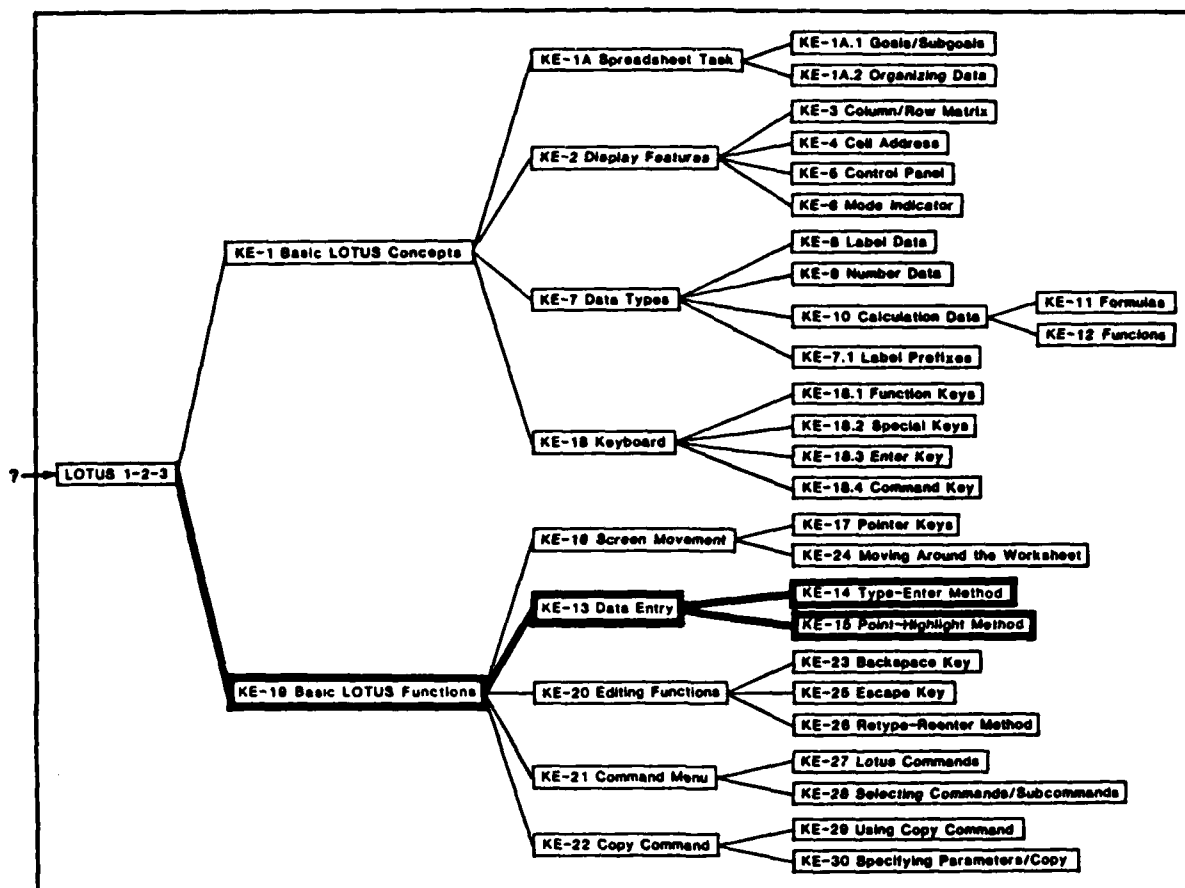 KE-1A Spreadsheet Task
KE-1A.1 Goals/Subgoals
KE-1A.2 Organizing Data
KE-2 Display Features
KE-3 Column/Row Matrix
KE-4 Cell Address
KE-5 Control Panel
KE-6 Mode Indicator
KE-1 Basic LOTUS Concepts
KE-7 Data Types
KE-8 Label Data
KE-9 Number Data
KE-10 Calculation Data
KE-11 Formulas
KE-12 Funcions
KE-7.1 Label Prefixes
KE-18 Keyboard
KE-18.1 Function Keys
KE-18.2 Special Keys
KE-18.3 Enter Key
KE-18.4 Command Key
? LOTUS 1-2-3
KE-16 Screen Movement
KE-17 Pointer Keys
KE-24 Moving Around the Worksheet
KE-13 Data Entry
KE-14 Type-Enter Method
KE-15 Point-Highlight Method
KE-19 Basic LOTUS Functions
KE-20 Editing Functions
KE-23 Backspace Key
KE-25 Escape Key
KE-26 Retype-Reenter Method
KE-21 Command Menu
KE-27 Lotus Commands
KE-28 Selecting Commands/Subcommands
KE-22 Copy Command
KE-29 Using Copy Command
KE-30 Specifying Parameters/Copy